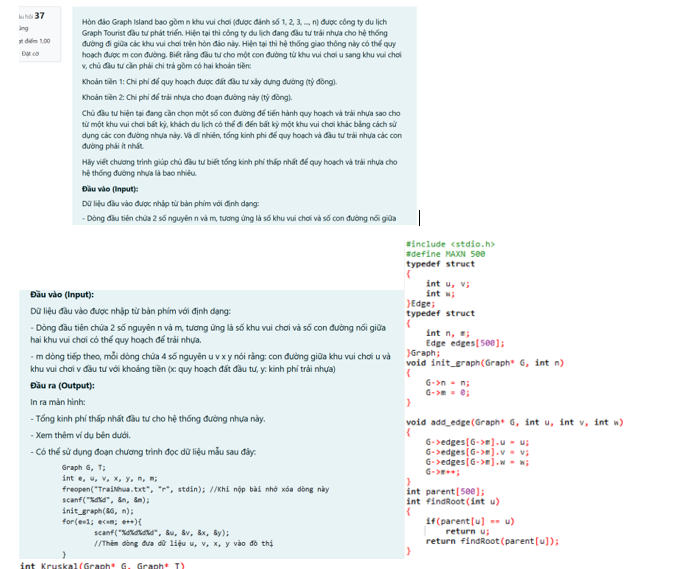 âu hỏi 37
úng
ạt điểm 1,00
Đặt cờ
Hòn đảo Graph Island bao gồm n khu vui chơi (được đánh số 1, 2, 3, ..., n) được công ty du lịch
Graph Tourist đầu tư phát triển. Hiện tại thì công ty du lịch đang đầu tư trải nhựa cho hệ thống
đường đi giữa các khu vui chơi trên hòn đảo này. Hiện tại thì hệ thống giao thông này có thể quy
hoạch được m con đường. Biết rằng đầu tư cho một con đường từ khu vui chơi u sang khu vui chơi
v, chủ đầu tư cần phải chi trả gồm có hai khoản tiền:
Khoản tiền 1: Chi phí để quy hoạch được đất đầu tư xây dựng đường (tỷ đồng).
Khoản tiền 2: Chi phí để trải nhựa cho đoạn đường này (tỷ đồng).
Chủ đầu tư hiện tại đang cần chọn một số con đường để tiến hành quy hoạch và trải nhựa sao cho
từ một khu vui chơi bất kỳ, khách du lịch có thể đi đến bất kỳ một khu vui chơi khác bằng cách sử
dụng các con đường nhựa này. Và dĩ nhiên, tổng kinh phí để quy hoạch và đầu tư trải nhựa các con
đường phải ít nhất.
Hãy viết chương trình giúp chủ đầu tư biết tổng kinh phí thấp nhất để quy hoạch và trải nhựa cho
hệ thống đường nhựa là bao nhiêu.
Đầu vào (Input):
Dữ liệu đầu vào được nhập từ bàn phím với định dạng:
- Dòng đầu tiên chứa 2 số nguyên n và m, tương ứng là số khu vui chơi và số con đường nối giữa
Đầu vào (Input):
Dữ liệu đầu vào được nhập từ bàn phím với định dạng:
- Dòng đầu tiên chứa 2 số nguyên n và m, tương ứng là số khu vui chơi và số con đường nối giữa
hai khu vui chơi có thể quy hoạch để trải nhựa.
- m dòng tiếp theo, mỗi dòng chứa 4 số nguyên u v x y nói rằng: con đường giữa khu vui chơi u và
khu vui chơi v đầu tư với khoảng tiền (x: quy hoạch đất đầu tư, y: kinh phí trải nhựa)
Đầu ra (Output):
In ra màn hình:
- Tổng kinh phí thấp nhất đầu tư cho hệ thống đường nhựa này.
- Xem thêm ví dụ bên dưới.
- Có thể sử dụng đoạn chương trình đọc dữ liệu mẫu sau đây:
Graph G, T;
int e, u, v, x, y, n, m;
freopen("TraiNhua.txt", "r", stdin); //Khi nộp bài nhớ xóa dòng này
scanf("%d%d", &n, &m);
init_graph(&G, n);
for(e=1; e<=m; e++){
scanf("%d%d%d%d", &u, &v, &x, &y);
//Thêm dòng đưa dữ liệu u, v, x, y vào đồ thị
}
#include <stdio.h>
#define MAXN 500
typedef struct
{
int u, v;
int w;
}Edge;
typedef struct
{
int n, m;
Edge edges[500];
}Graph;
void init_graph(Graph* G, int n)
{
G->n = n;
G->m = 0;
}
void add_edge(Graph* G, int u, int v, int w)
{
G->edges[G->m].u = u;
G->edges[G->m].v = v;
G->edges[G->m].w = w;
G->m++;
}
int parent[500];
int findRoot(int u)
{
if(parent[u] == u)
return u;
return findRoot(parent[u]);
}
int Kruskal(Graph* G, Graph* T)